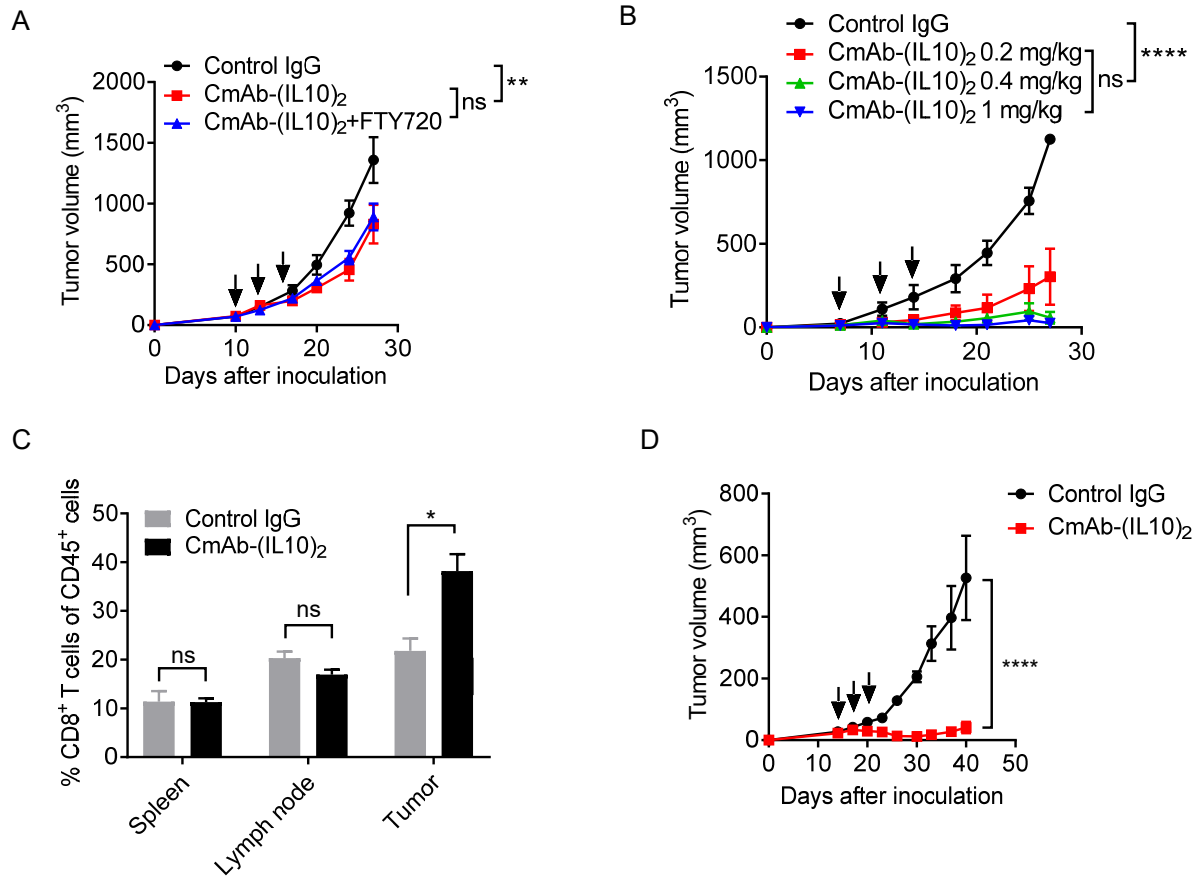 A
Control IgG
CmAb-(IL10)2
CmAb-(IL10)2+FTY720
ns
**
Tumor volume (mm3)
2000
1500
1000
500
0
0 10 20 30
Days after inoculation
B
Control IgG
CmAb-(IL10)2 0.2 mg/kg
CmAb-(IL10)2 0.4 mg/kg
CmAb-(IL10)2 1 mg/kg
ns
****
Tumor volume (mm3)
1500
1000
500
0
0 10 20 30
Days after inoculation
C
Control IgG
CmAb-(IL10)2
% CD8+ T cells of CD45+ cells
50
40
30
20
10
0
ns
ns
*
Spleen
Lymph node
Tumor
D
Control IgG
CmAb-(IL10)2
Tumor volume (mm3)
800
600
400
200
0
****
0 10 20 30 40 50
Days after inoculation